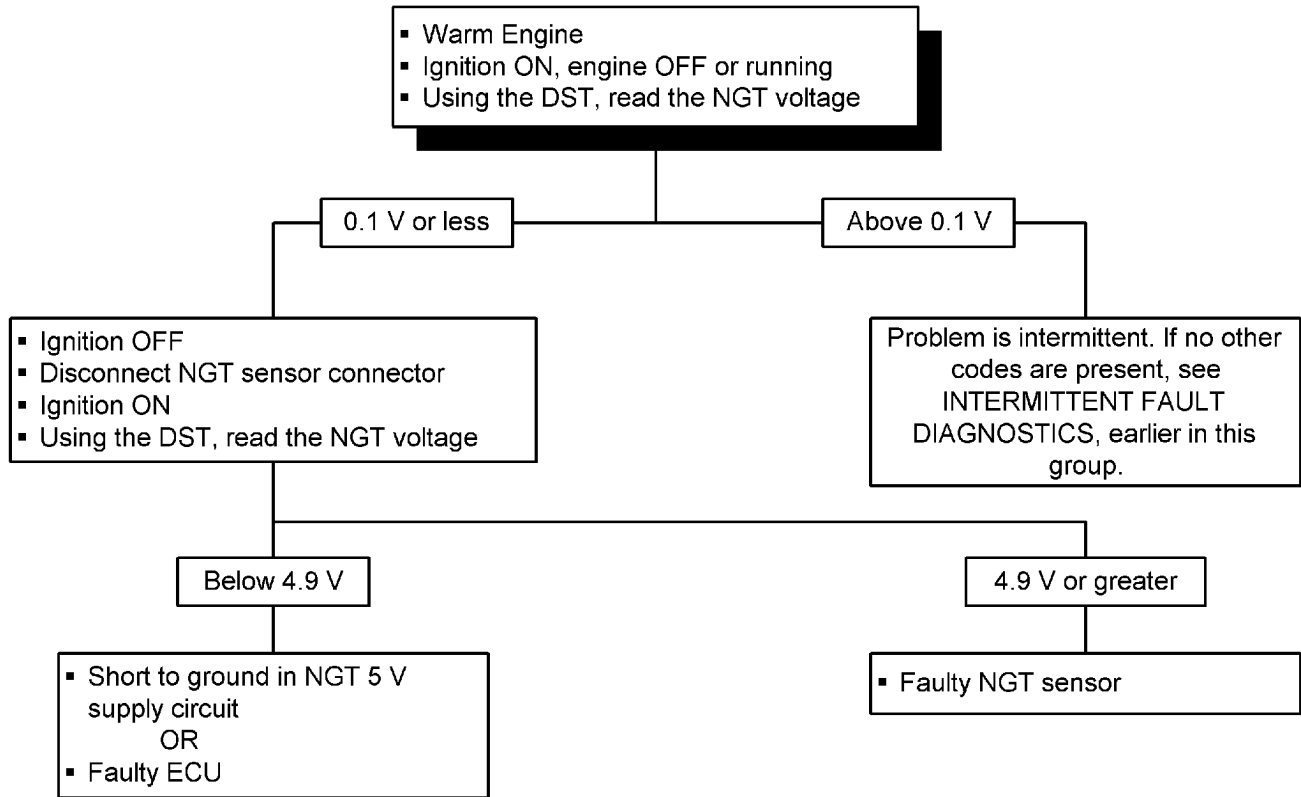 ▪ Warm Engine
▪ Ignition ON, engine OFF or running
▪ Using the DST, read the NGT voltage
0.1 V or less
Above 0.1 V
▪ Ignition OFF
▪ Disconnect NGT sensor connector
▪ Ignition ON
▪ Using the DST, read the NGT voltage
Problem is intermittent. If no other
codes are present, see
INTERMITTENT FAULT
DIAGNOSTICS, earlier in this
group.
Below 4.9 V
4.9 V or greater
▪ Short to ground in NGT 5 V
supply circuit
OR
▪ Faulty ECU
▪ Faulty NGT sensor